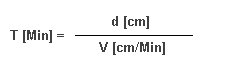 d [cm]
T [Min] =
V [cm/Min]